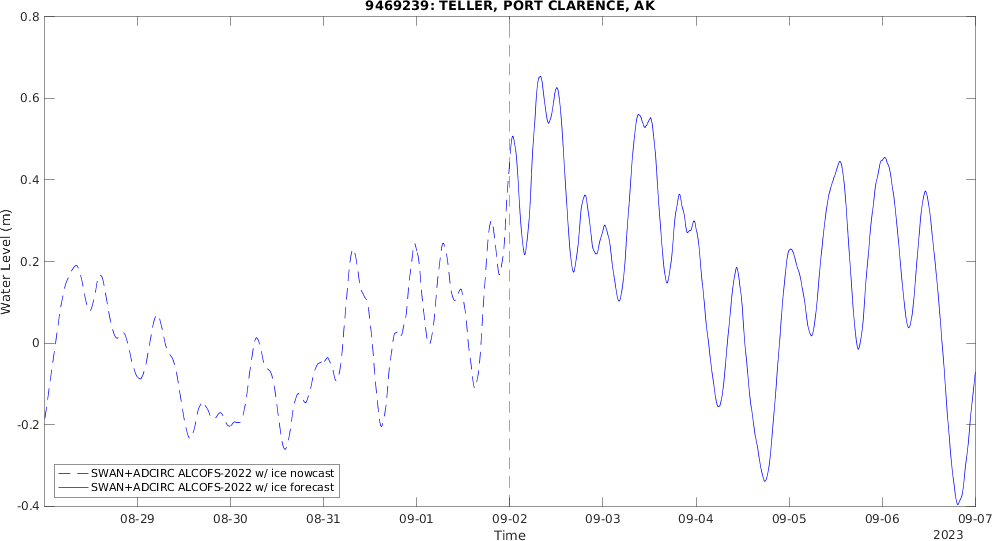 9469239: TELLER, PORT CLARENCE, AK
0.8
0.6
0.4
0.2
0
-0.2
-0.4
Water Level (m)
SWAN+ADCIRC ALCOFS-2022 w/ ice nowcast
SWAN+ADCIRC ALCOFS-2022 w/ ice forecast
08-29 08-30 08-31 09-01 09-02 09-03 09-04 09-05 09-06 09-07
Time
2023